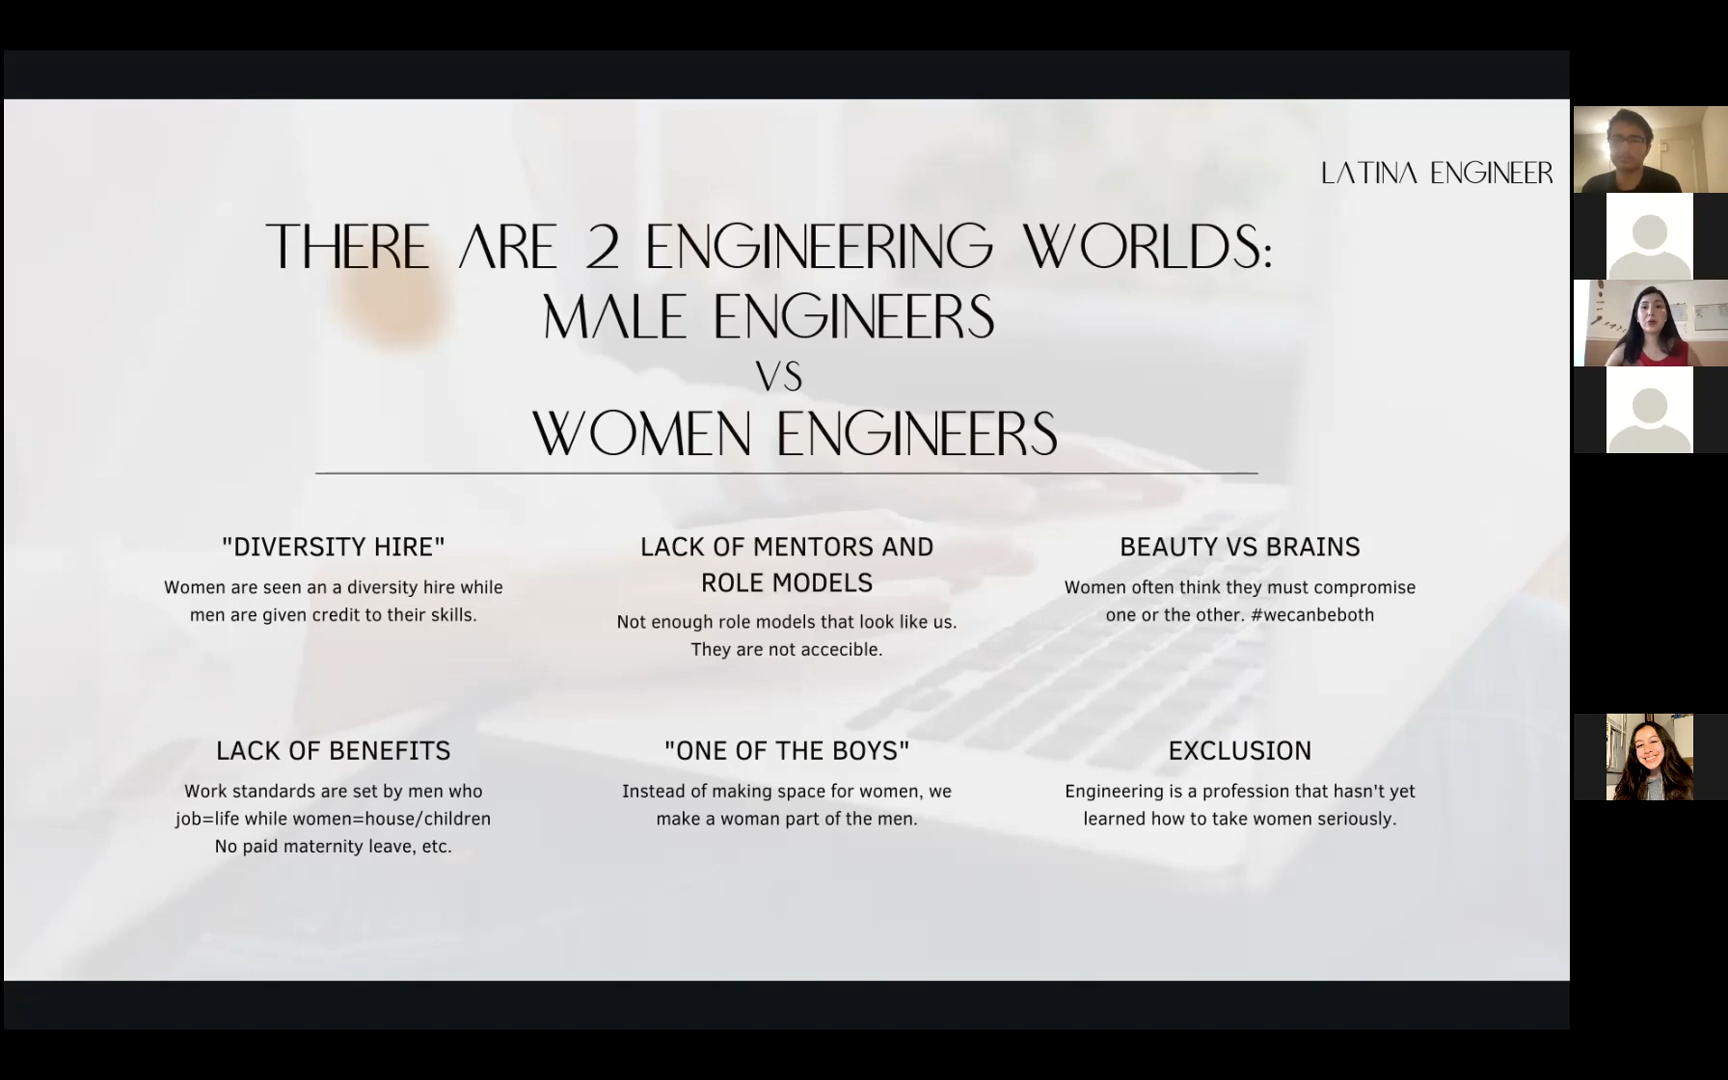 LATINA ENGINEER
THERE ARE 2 ENGINEERING WORLDS:
MALE ENGINEERS
VS
WOMEN ENGINEERS
"DIVERSITY HIRE"
Women are seen an a diversity hire while
men are given credit to their skills.
LACK OF MENTORS AND
ROLE MODELS
Not enough role models that look like us.
They are not accecible.
BEAUTY VS BRAINS
Women often think they must compromise
one or the other. #wecanbeboth
LACK OF BENEFITS
Work standards are set by men who
job=life while women=house/children
No paid maternity leave, etc.
"ONE OF THE BOYS"
Instead of making space for women, we
make a woman part of the men.
EXCLUSION
Engineering is a profession that hasn't yet
learned how to take women seriously.